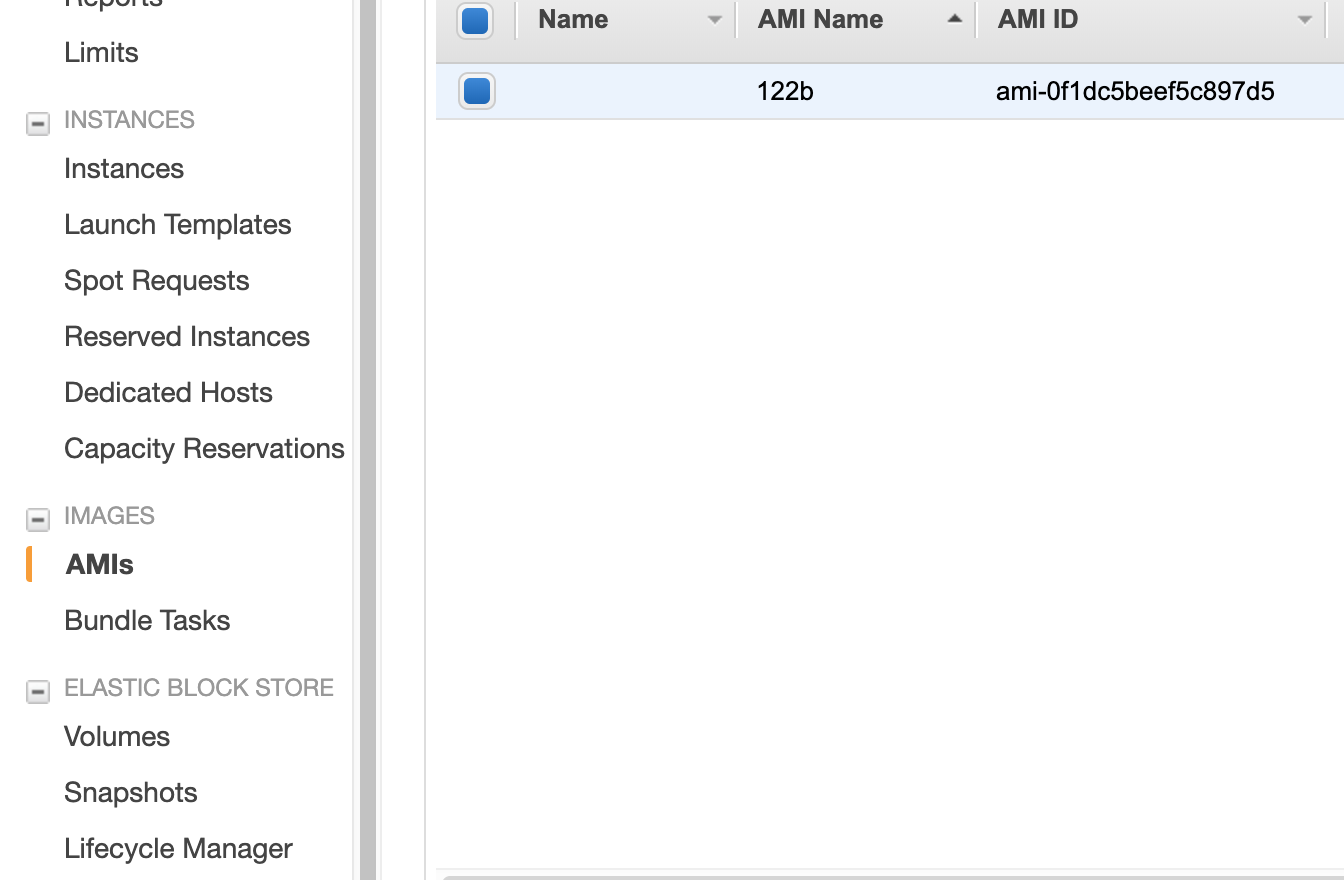 Reports
Limits
INSTANCES
Instances
Launch Templates
Spot Requests
Reserved Instances
Dedicated Hosts
Capacity Reservations
IMAGES
AMIs
Bundle Tasks
ELASTIC BLOCK STORE
Volumes
Snapshots
Lifecycle Manager
Name AMI Name AMI ID
122b ami-0f1dc5beef5c897d5